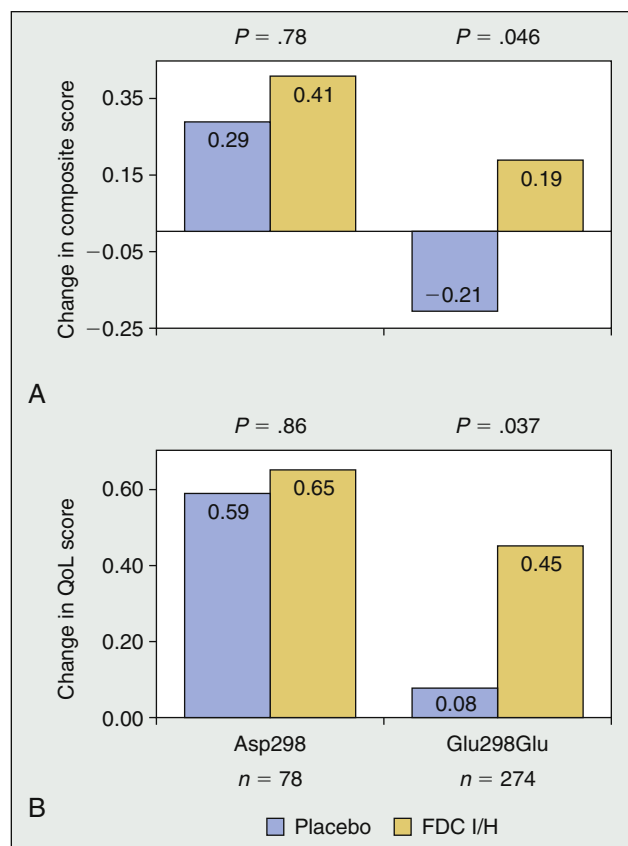 P = .78 P = .046
Change in composite score
0.35
0.15
−0.05
−0.25
0.29
0.41
−0.21
0.19
A
P = .86 P = .037
Change in QoL score
0.60
0.40
0.20
0.00
0.59
0.65
0.08
0.45
Asp298 Glu298Glu
n = 78 n = 274
B
Placebo FDC I/H